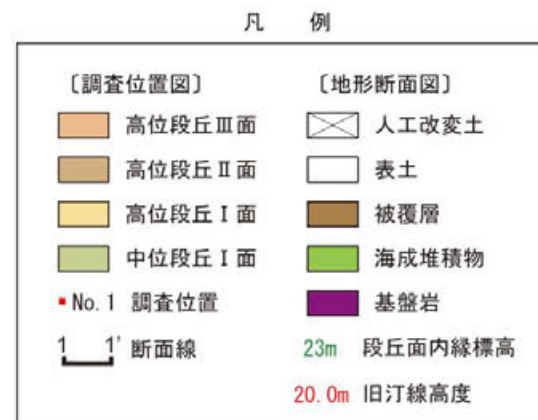 凡 例
〔調査位置図〕
高位段丘Ⅲ面
高位段丘Ⅱ面
高位段丘Ⅰ面
中位段丘Ⅰ面
No. 1 調査位置
1 1' 断面線
〔地形断面図〕
人工改変土
表土
被覆層
海成堆積物
基盤岩
23m 段丘面内縁標高
20.0m 旧汀線高度